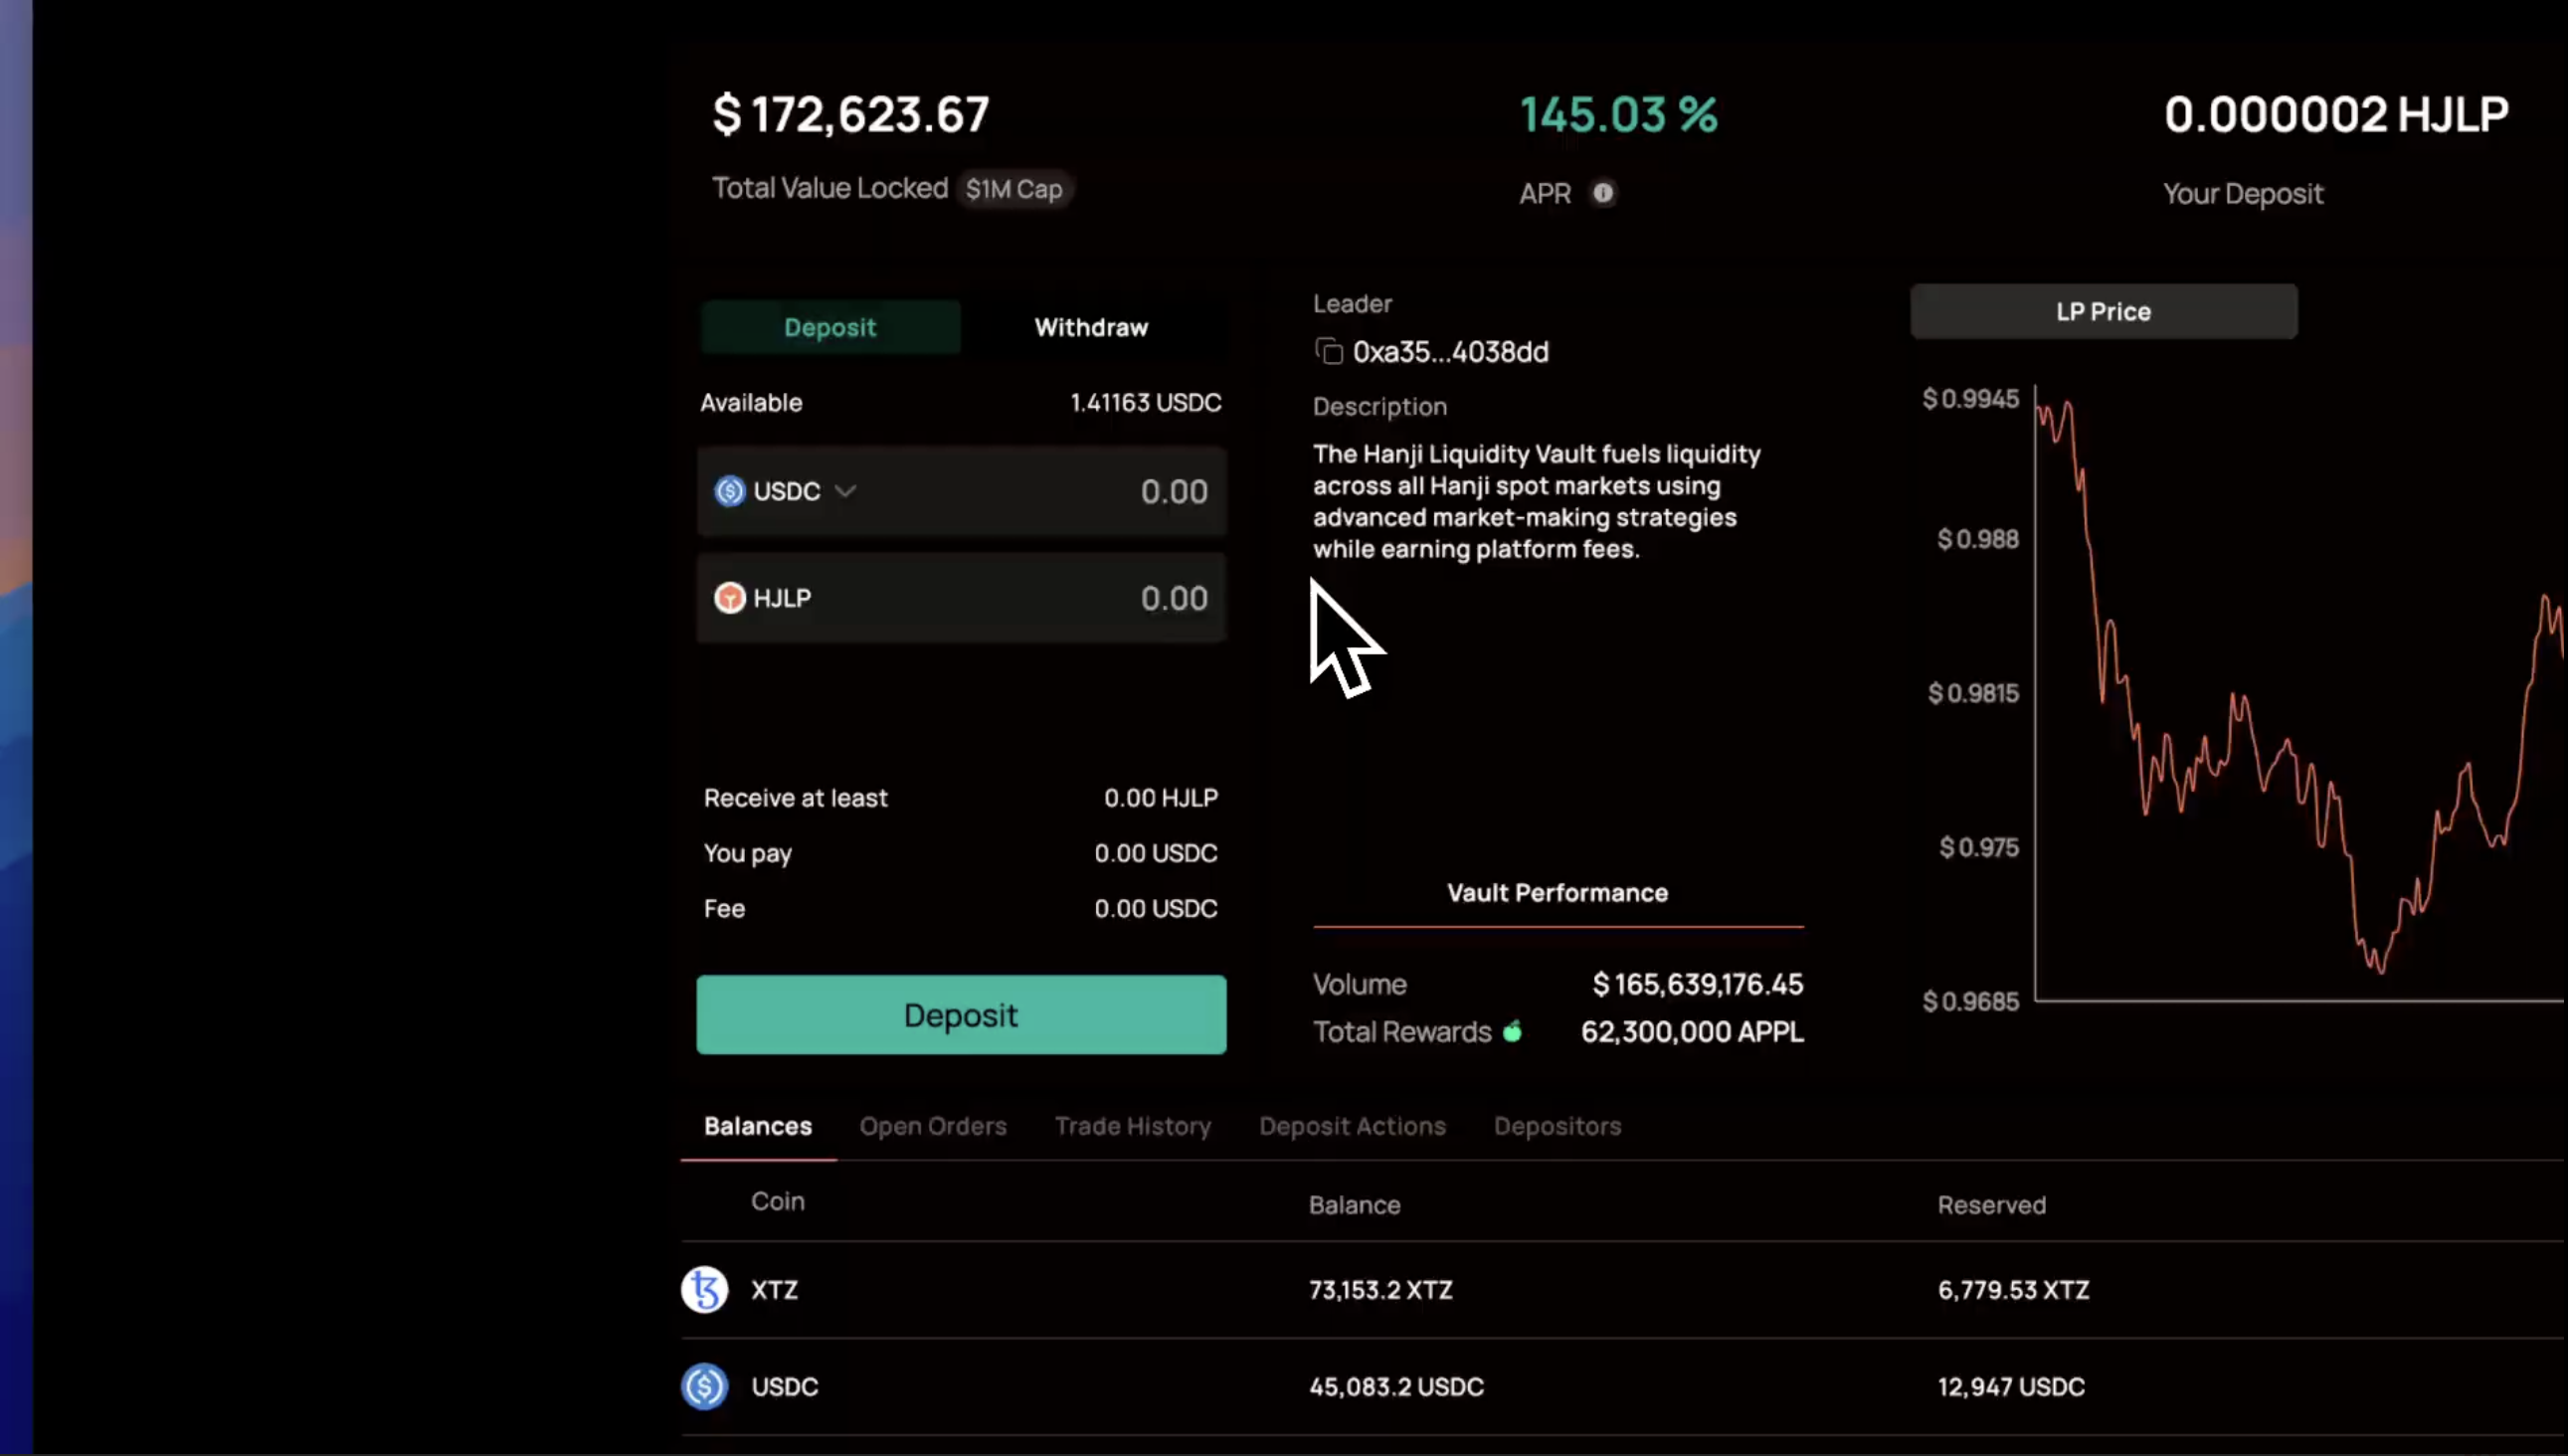 $ 172,623.67
Total Value Locked $1M Cap
145.03 %
APR
0.000002 HJLP
Your Deposit
Deposit Withdraw
Available 1.41163 USDC
USDC 0.00
HJLP 0.00
Receive at least 0.00 HJLP
You pay 0.00 USDC
Fee 0.00 USDC
Deposit
Leader
0xa35...4038dd
Description
The Hanji Liquidity Vault fuels liquidity
across all Hanji spot markets using
advanced market-making strategies
while earning platform fees.
Vault Performance
Volume $ 165,639,176.45
Total Rewards 62,300,000 APPL
LP Price
$ 0.9945
$ 0.988
$ 0.9815
$ 0.975
$ 0.9685
Balances Open Orders Trade History Deposit Actions Depositors
Coin Balance Reserved
XTZ 73,153.2 XTZ 6,779.53 XTZ
USDC 45,083.2 USDC 12,947 USDC